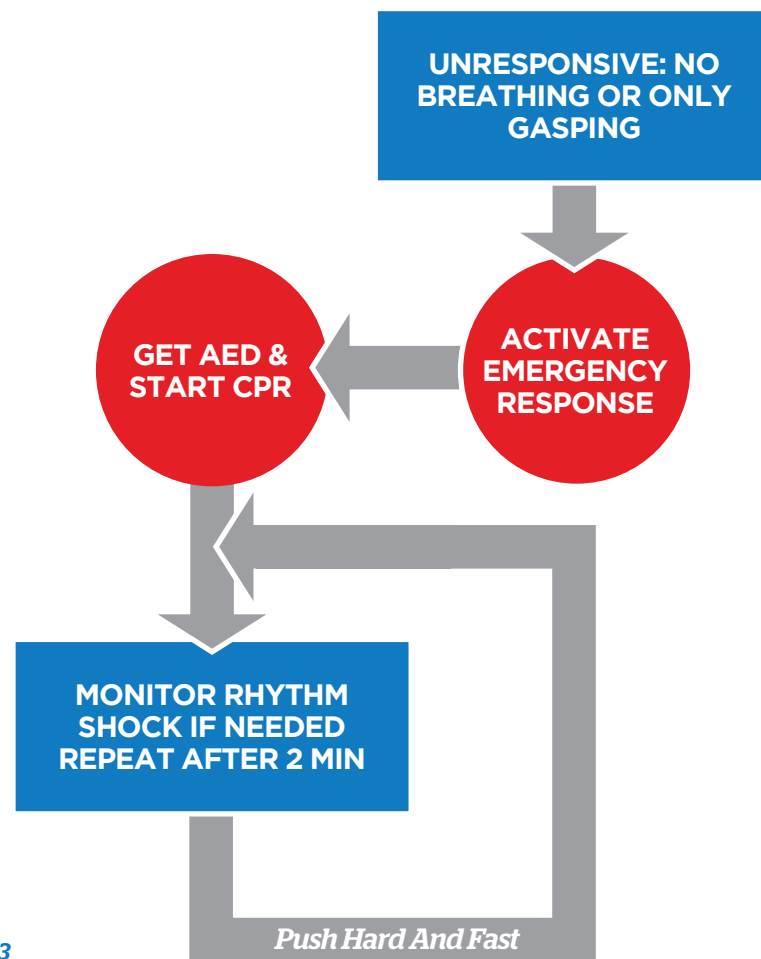 UNRESPONSIVE: NO
BREATHING OR ONLY
GASPING
ACTIVATE
EMERGENCY
RESPONSE
GET AED &
START CPR
MONITOR RHYTHM
SHOCK IF NEEDED
REPEAT AFTER 2 MIN
Push Hard And Fast
3